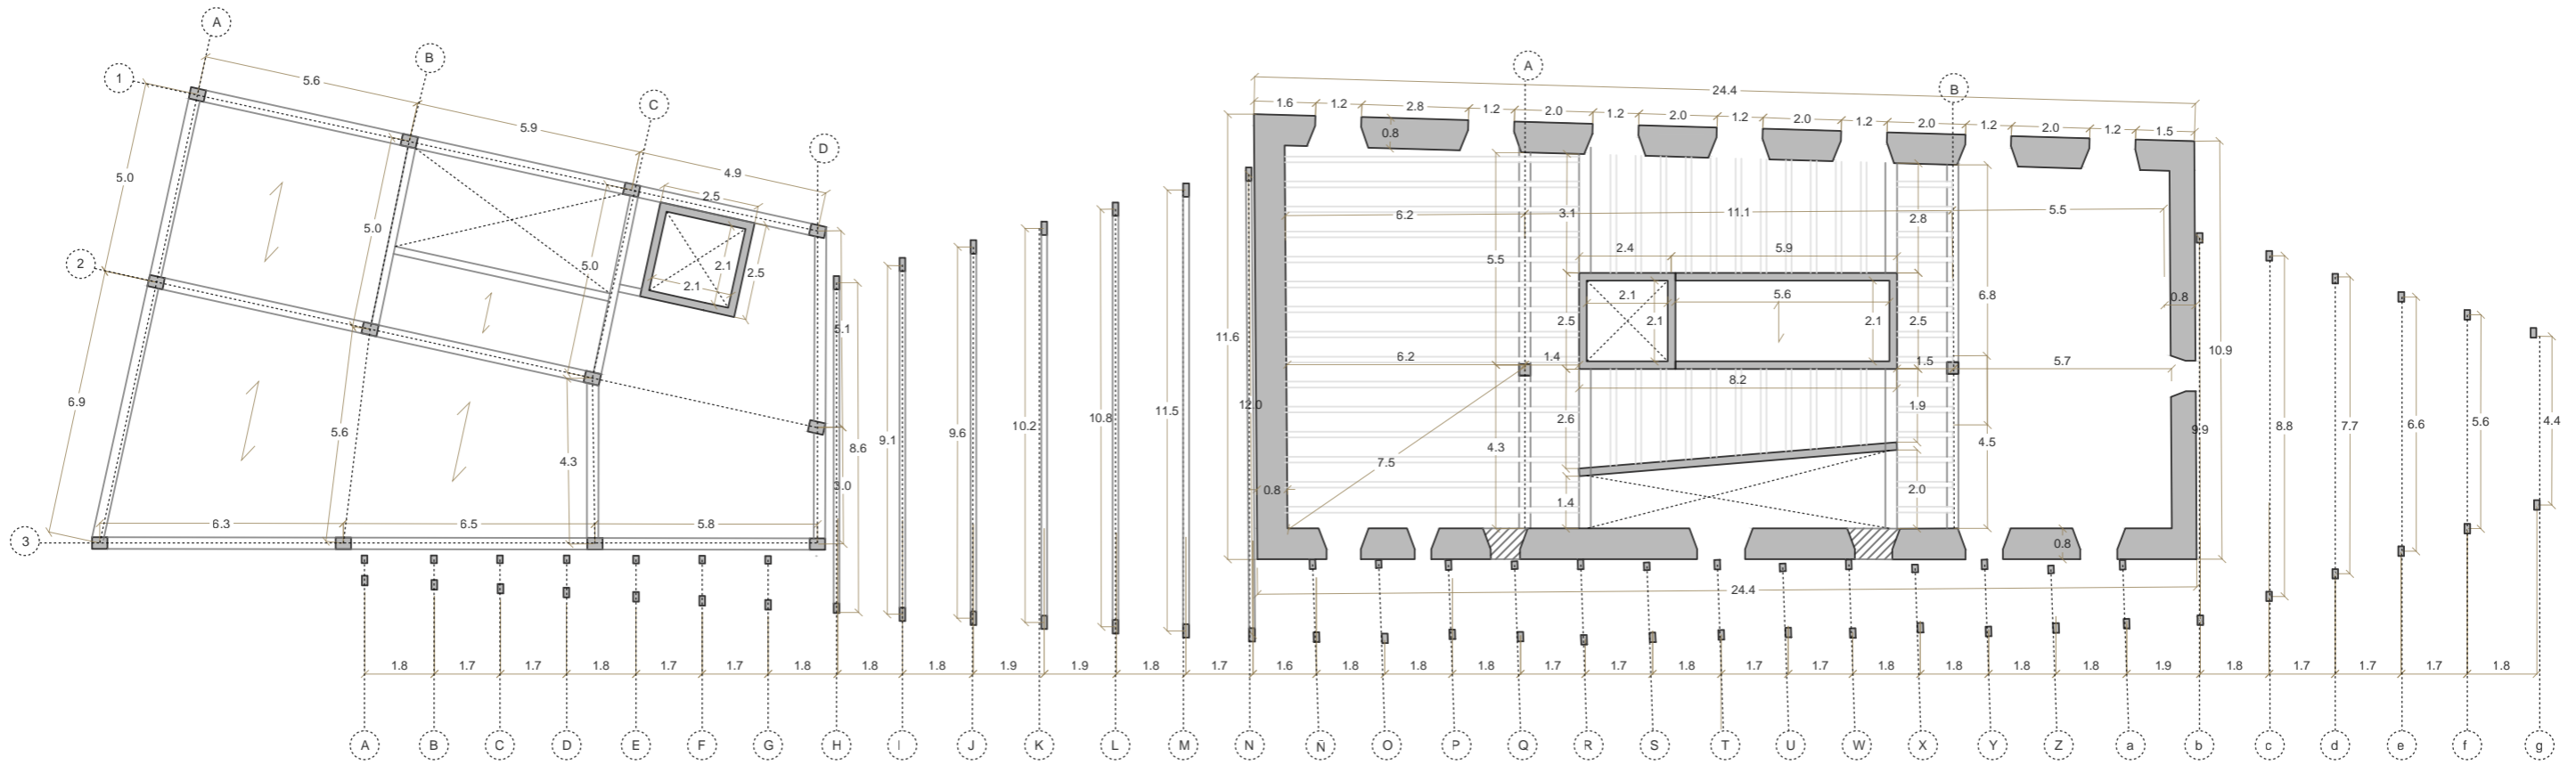 A
B
C
D
1
2
3
5.6
5.9
4.9
5.0
6.9
5.0
5.0
2.5
2.1
2.5
2.1
5.6
4.3
5.1
3.0
6.3
6.5
5.8
8.6
9.1
9.6
10.2
10.8
11.5
12.0
A
B
24.4
1.6
1.2
2.8
1.2
2.0
1.2
2.0
1.2
2.0
1.2
2.0
1.2
2.0
1.2
1.5
0.8
6.2
3.1
11.1
2.8
5.5
2.4
5.9
5.5
2.1
5.6
6.8
0.8
2.5
2.1
2.1
2.5
11.6
10.9
6.2
1.4
1.5
5.7
8.2
2.6
1.9
4.3
4.5
9.9
7.5
0.8
1.4
2.0
0.8
24.4
8.8
7.7
6.6
5.6
4.4
1.8
1.7
1.7
1.8
1.7
1.7
1.8
1.8
1.8
1.9
1.9
1.8
1.7
1.6
1.8
1.8
1.8
1.7
1.7
1.8
1.7
1.7
1.8
1.8
1.8
1.8
1.9
1.8
1.7
1.7
1.7
1.8
A
B
C
D
E
F
G
H
I
J
K
L
M
N
Ñ
O
P
Q
R
S
T
U
W
X
Y
Z
a
b
c
d
e
f
g